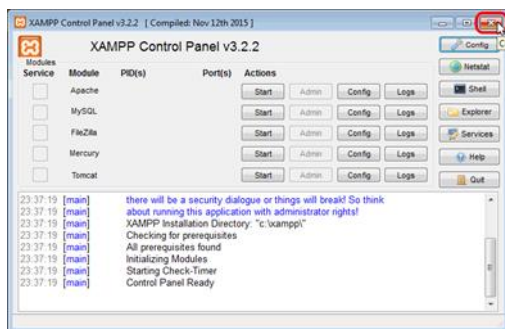 XAMPP Control Panel v3.2.2 [ Compiled: Nov 12th 2015 ]
XAMPP Control Panel v3.2.2
Config
Modules
Service Module PID(s) Port(s) Actions
Netstat
Apache Start Admin Config Logs
Shell
MySQL Start Admin Config Logs
Explorer
FileZilla Start Admin Config Logs
Services
Mercury Start Admin Config Logs
Help
Tomcat Start Admin Config Logs
Quit
23:37:19 [main] there will be a security dialogue or things will break! So think
23:37:19 [main] about running this application with administrator rights!
23:37:19 [main] XAMPP Installation Directory: "c:\xampp\"
23:37:19 [main] Checking for prerequisites
23:37:19 [main] All prerequisites found
23:37:19 [main] Initializing Modules
23:37:19 [main] Starting Check-Timer
23:37:19 [main] Control Panel Ready